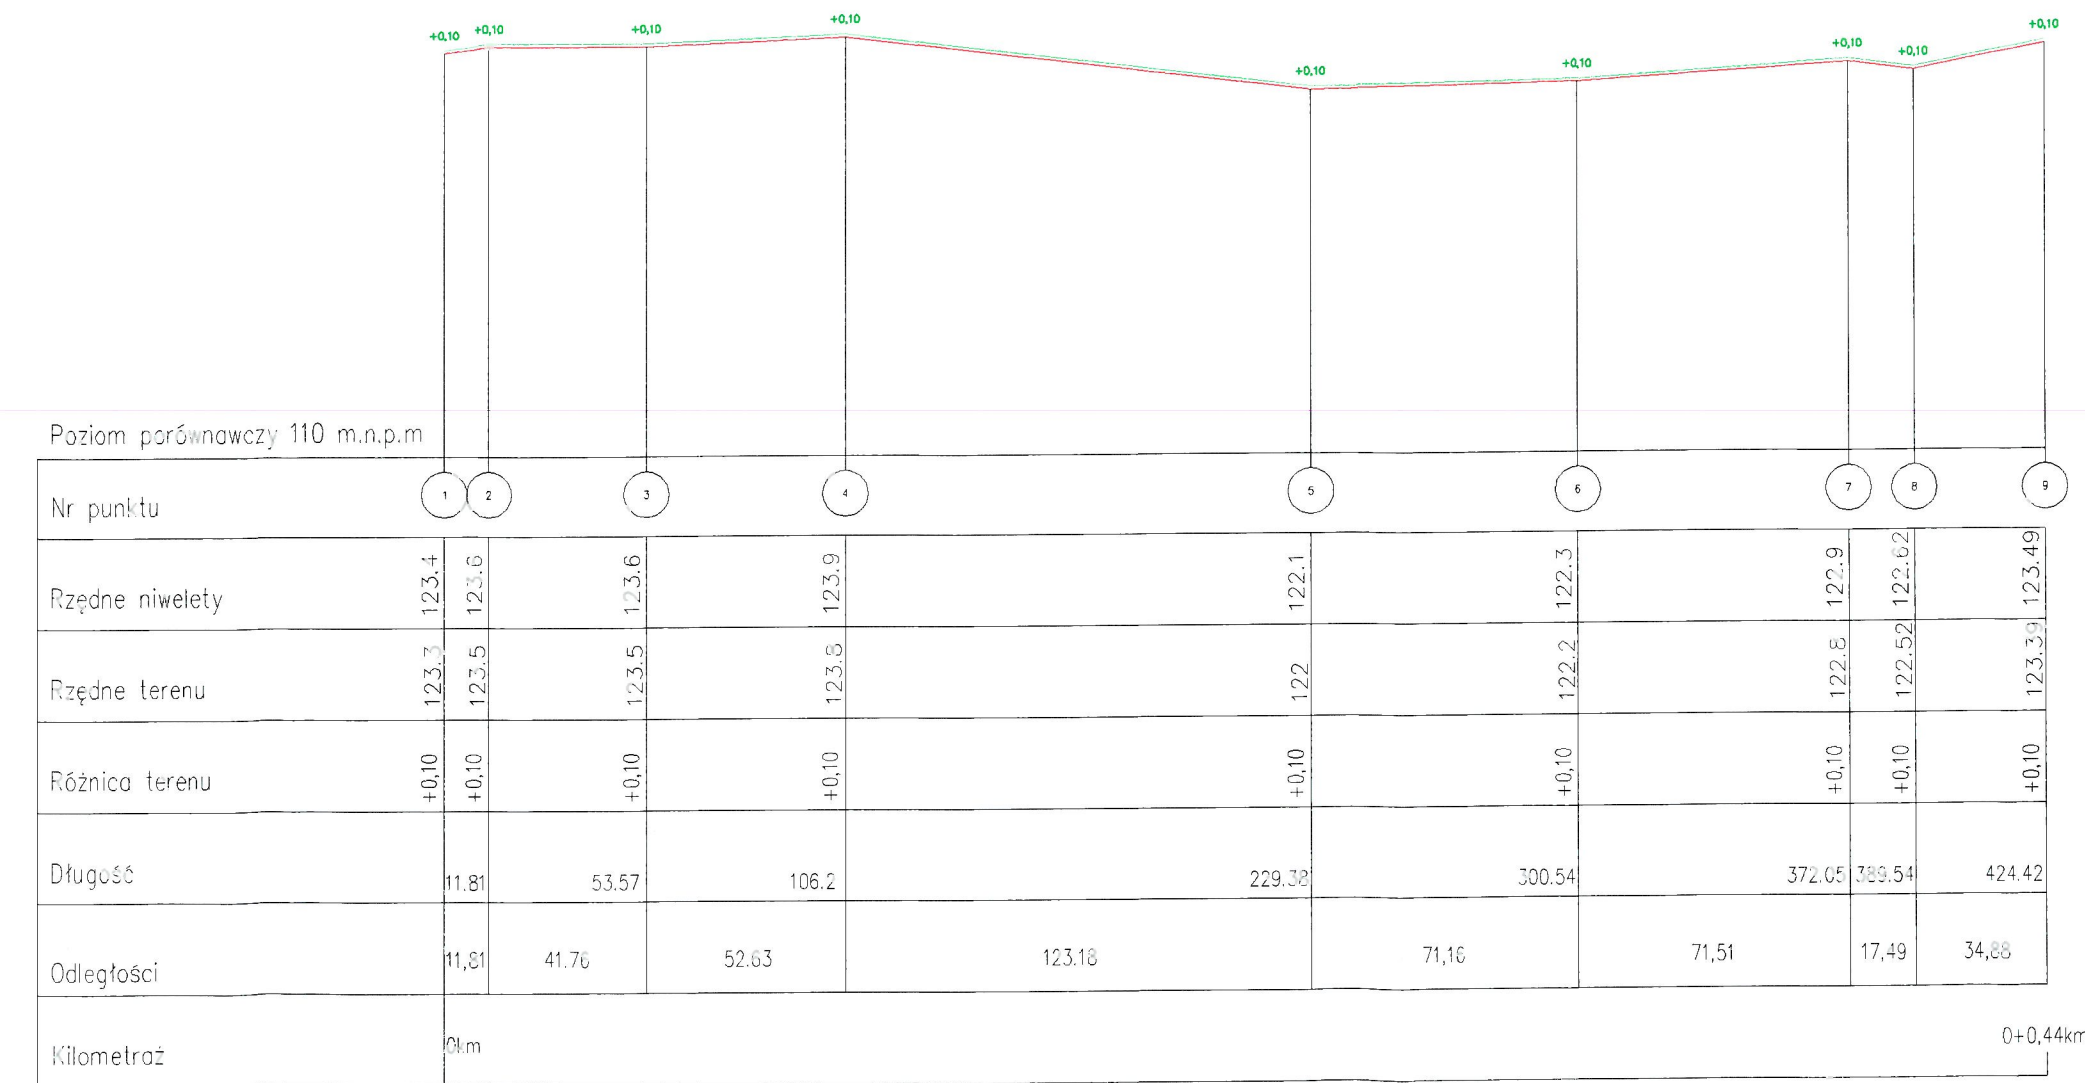 +0,10 +0,10 +0,10 +0,10 +0,10 +0,10 +0,10 +0,10 +0,10
Poziom porównawczy 110 m.n.p.m
Nr punktu 1 2 3 4 5 6 7 8 9
Rzędne niwelety 123.4 123.6 123.6 123.9 122.1 122.3 122.9 122.62 123.49
Rzędne terenu 123.3 123.5 123.5 123.8 122 122.2 122.8 122.52 123.39
Różnica terenu +0,10 +0,10 +0,10 +0,10 +0,10 +0,10 +0,10 +0,10 +0,10
Długość 11.81 53.57 106.2 229.38 300.54 372.05 389.54 424.42
Odległości 11,81 41.76 52.63 123.18 71,16 71,51 17,49 34,88
Kilometraż 0km 0+0,44km